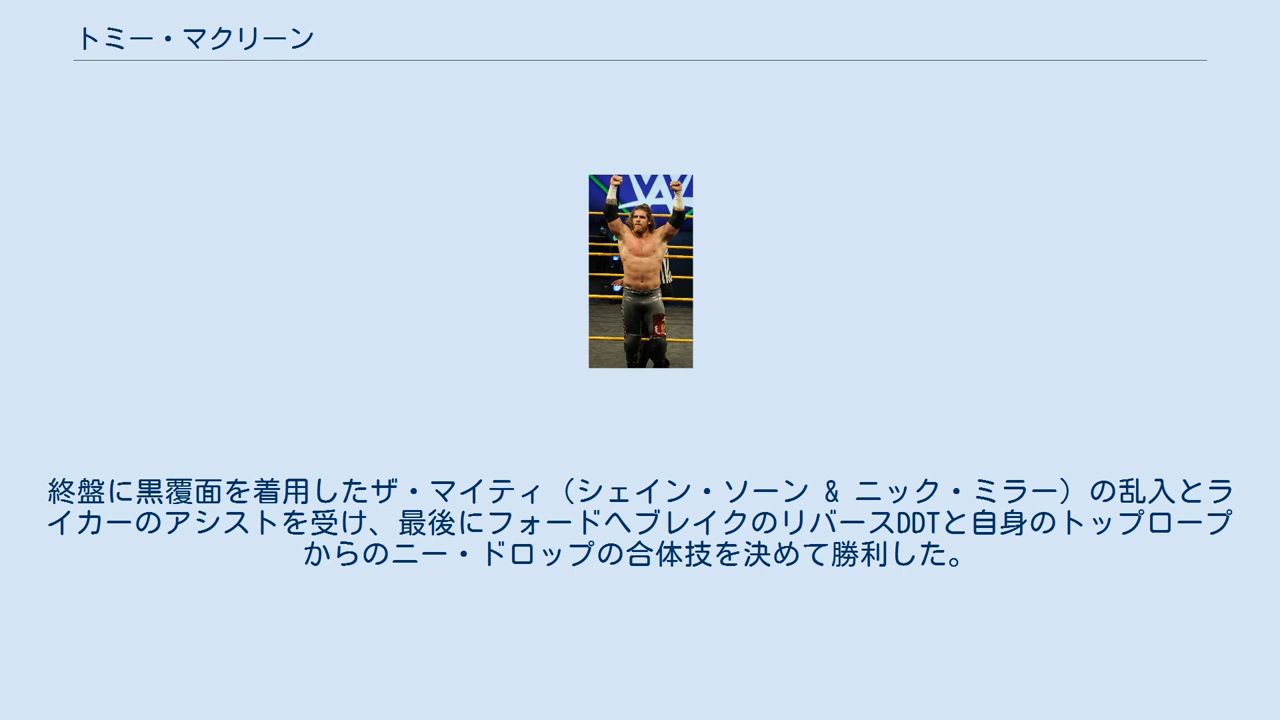 トミー・マクリーン
終盤に黒覆面を着用したザ・マイティ（シェイン・ソーン & ニック・ミラー）の乱入とラ
イカーのアシストを受け、最後にフォードへブレイクのリバースDDTと自身のトップロープ
からのニー・ドロップの合体技を決めて勝利した。